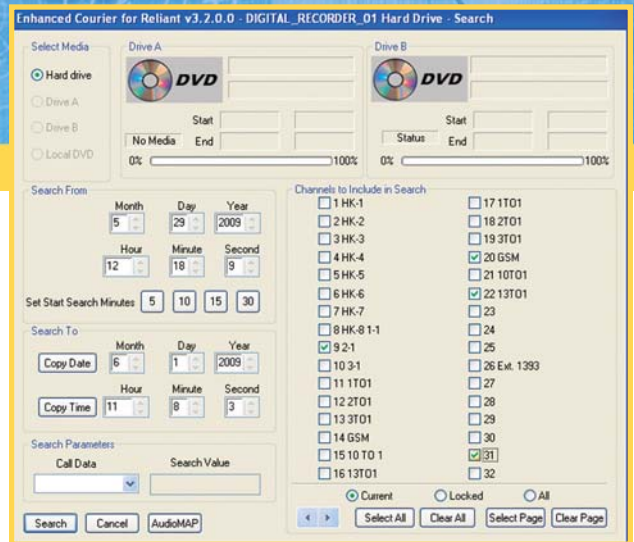 Enhanced Courier for Reliant v3.2.0.0 - DIGITAL_RECORDER_01 Hard Drive - Search
Select Media
Hard drive
Drive A
Drive B
Local DVD
Drive A
DVD
Start
No Media End
0% 100%
Drive B
DVD
Start
Status End
0% 100%
Search From
Month Day Year
5 29 2009
Hour Minute Second
12 18 9
Set Start Search Minutes 5 10 15 30
Search To
Month Day Year
Copy Date 6 1 2009
Hour Minute Second
Copy Time 11 8 3
Search Parameters
Call Data Search Value
Search Cancel AudioMAP
Channels to Include in Search
1 HK-1
2 HK-2
3 HK-3
4 HK-4
5 HK-5
6 HK-6
7 HK-7
8 HK-8 1-1
9 2-1
10 3-1
11 1TO1
12 2TO1
13 3TO1
14 GSM
15 10 TO 1
16 13TO1
17 1TO1
18 2TO1
19 3TO1
20 GSM
21 10TO1
22 13TO1
23
24
25
26 Ext. 1393
27
28
29
30
31
32
Current Locked All
Select All Clear All Select Page Clear Page